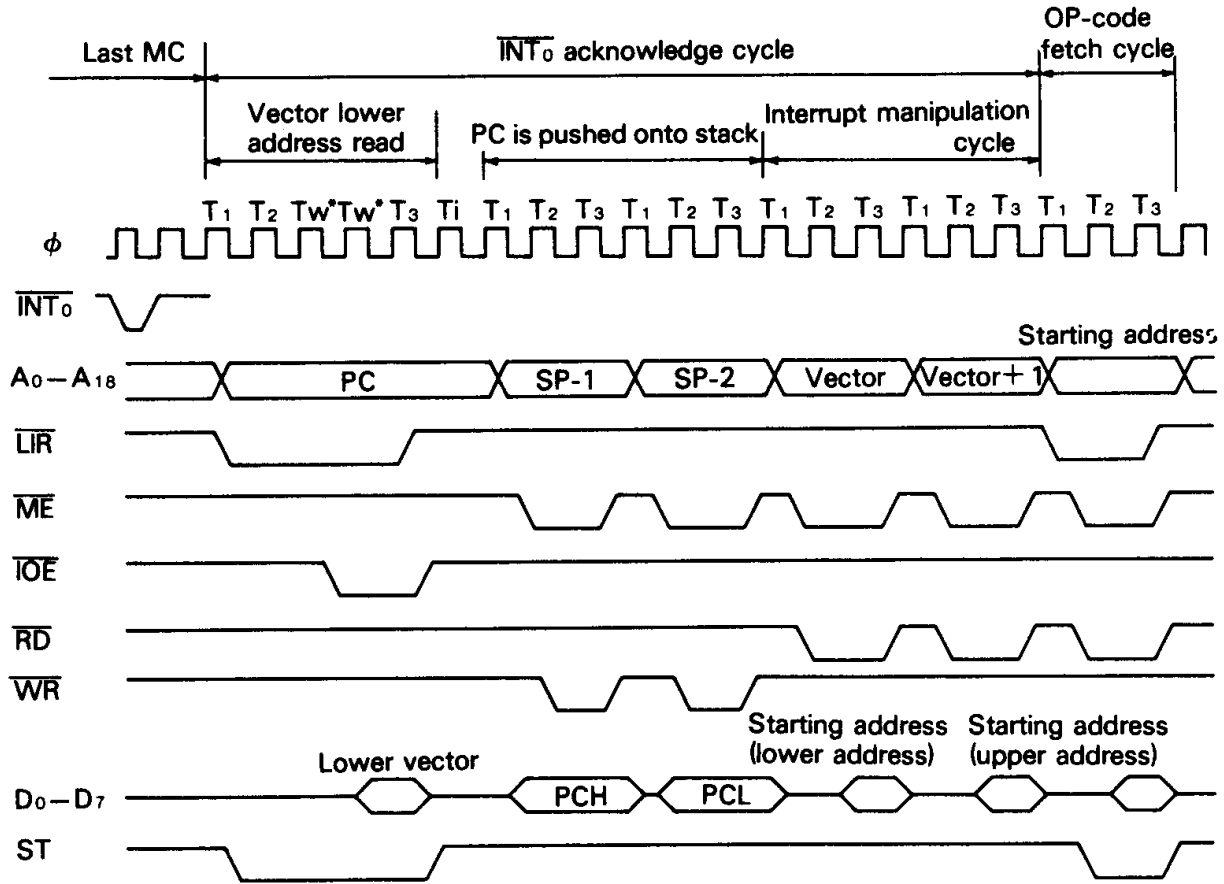 Last MC
INT0 acknowledge cycle
OP-code
fetch cycle
Vector lower
address read
PC is pushed onto stack
Interrupt manipulation
cycle
T1 T2 Tw* Tw* T3 Ti T1 T2 T3 T1 T2 T3 T1 T2 T3 T1 T2 T3 T1 T2 T3
ϕ
INT0
Starting address
A0–A18 PC SP-1 SP-2 Vector Vector+1
LIR
ME
IOE
RD
WR
Starting address
(lower address)
Starting address
(upper address)
Lower vector
D0–D7 PCH PCL
ST